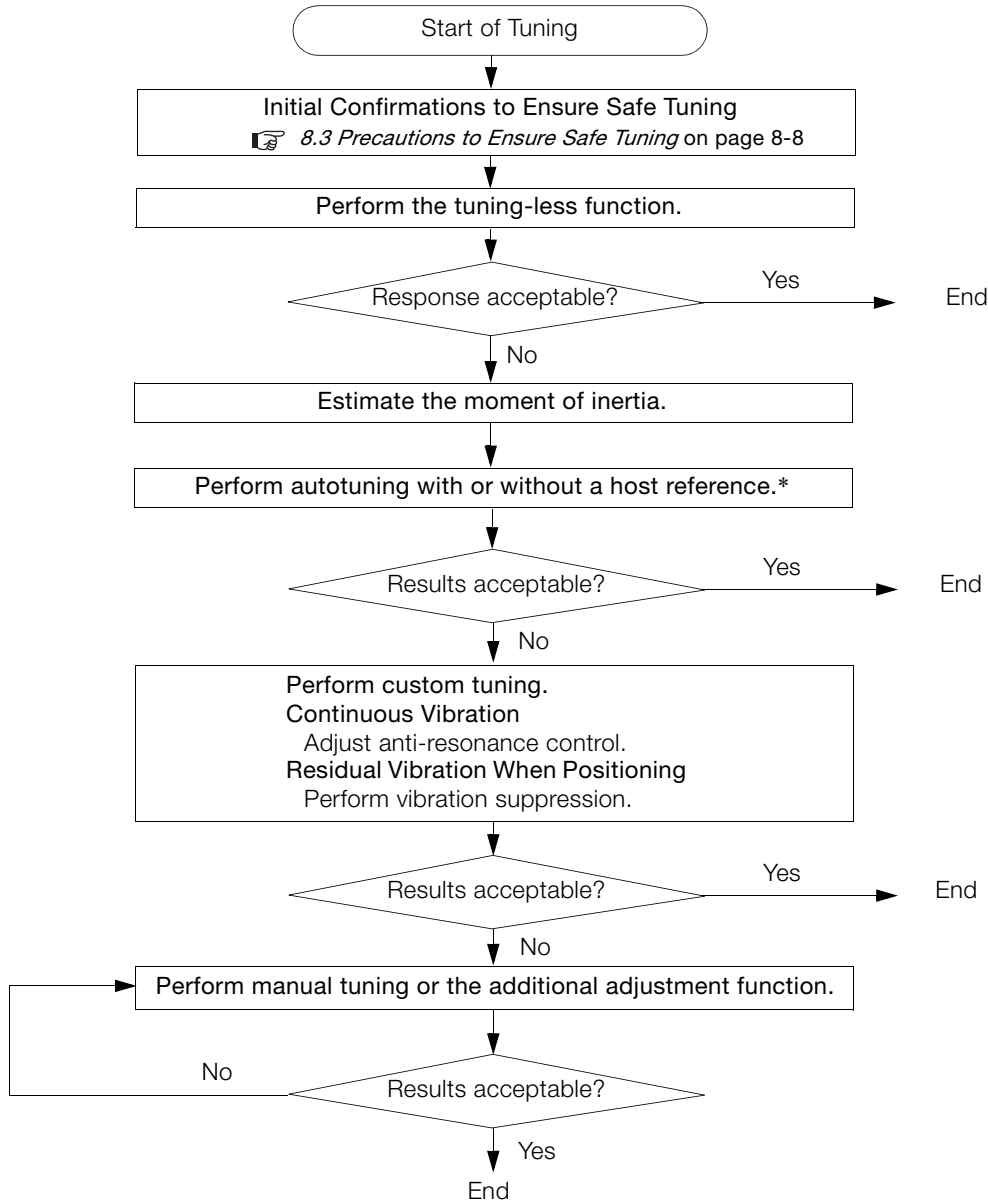 Start of Tuning
Initial Confirmations to Ensure Safe Tuning
8.3 Precautions to Ensure Safe Tuning on page 8-8
Perform the tuning-less function.
Response acceptable?
Yes
End
No
Estimate the moment of inertia.
Perform autotuning with or without a host reference.*
Results acceptable?
Yes
End
No
Perform custom tuning.
Continuous Vibration
Adjust anti-resonance control.
Residual Vibration When Positioning
Perform vibration suppression.
Results acceptable?
Yes
End
No
Perform manual tuning or the additional adjustment function.
No
Results acceptable?
Yes
End